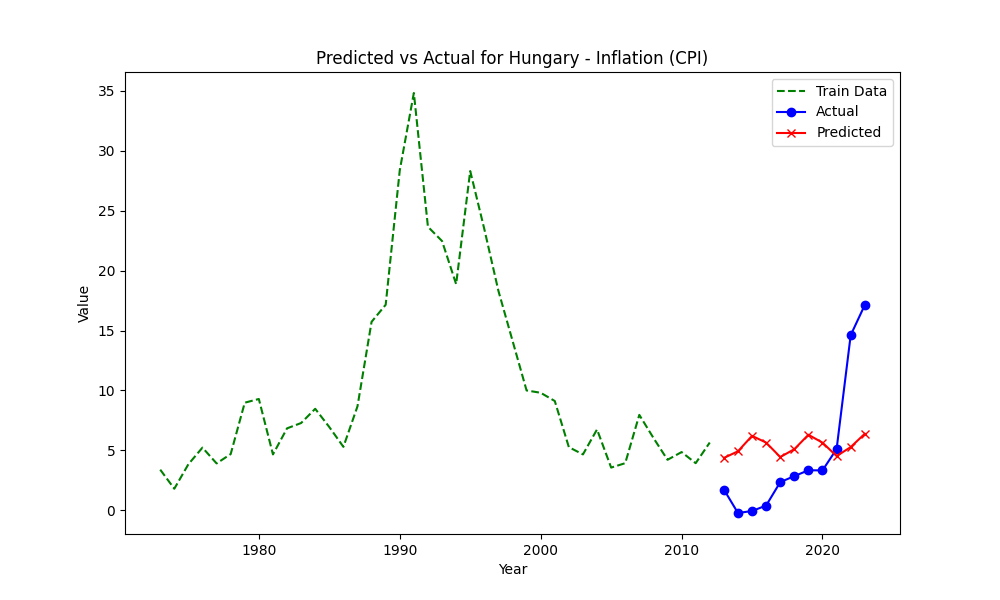 Predicted vs Actual for Hungary - Inflation (CPI)
Train Data
Actual
Predicted
35
30
25
20
15
10
5
0
Value
1980
1990
2000
2010
2020
Year